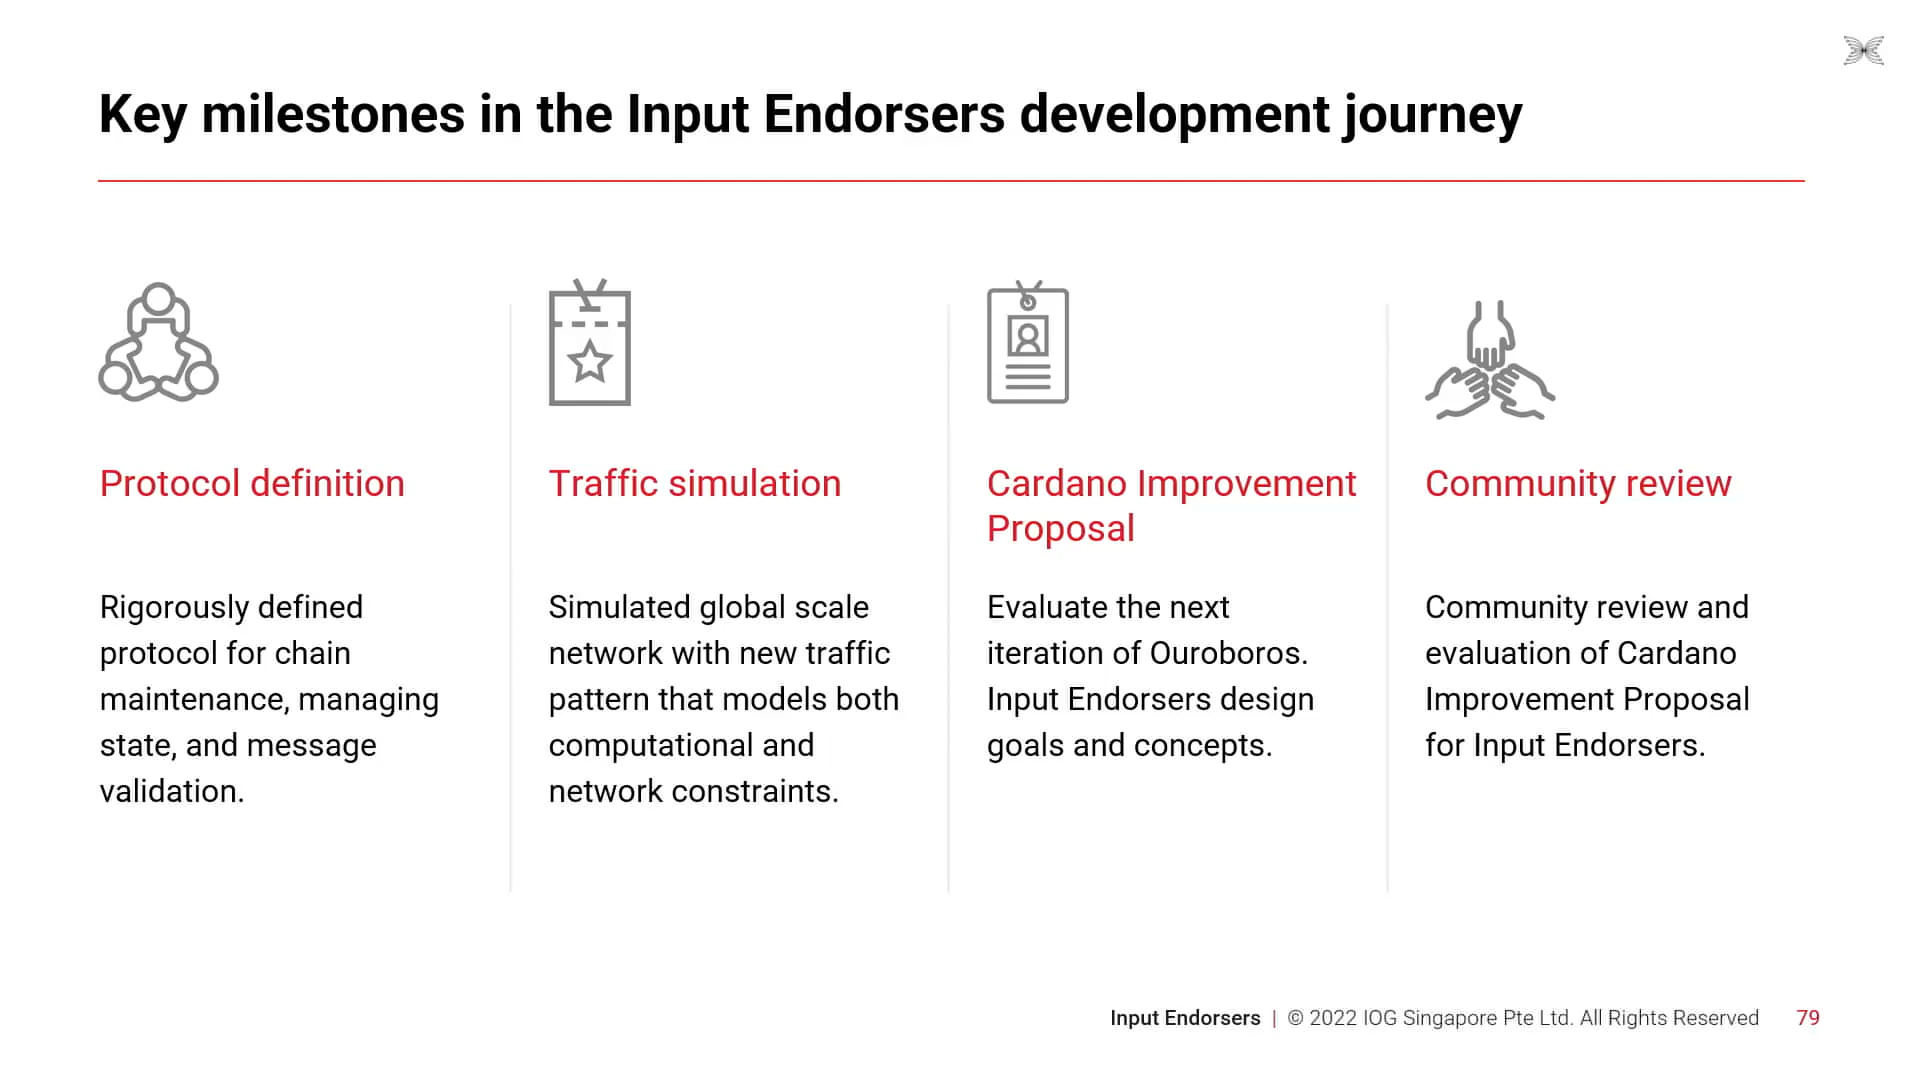 Key milestones in the Input Endorsers development journey
Protocol definition
Rigorously defined
protocol for chain
maintenance, managing
state, and message
validation.
Traffic simulation
Simulated global scale
network with new traffic
pattern that models both
computational and
network constraints.
Cardano Improvement
Proposal
Evaluate the next
iteration of Ouroboros.
Input Endorsers design
goals and concepts.
Community review
Community review and
evaluation of Cardano
Improvement Proposal
for Input Endorsers.
Input Endorsers | © 2022 IOG Singapore Pte Ltd. All Rights Reserved 79